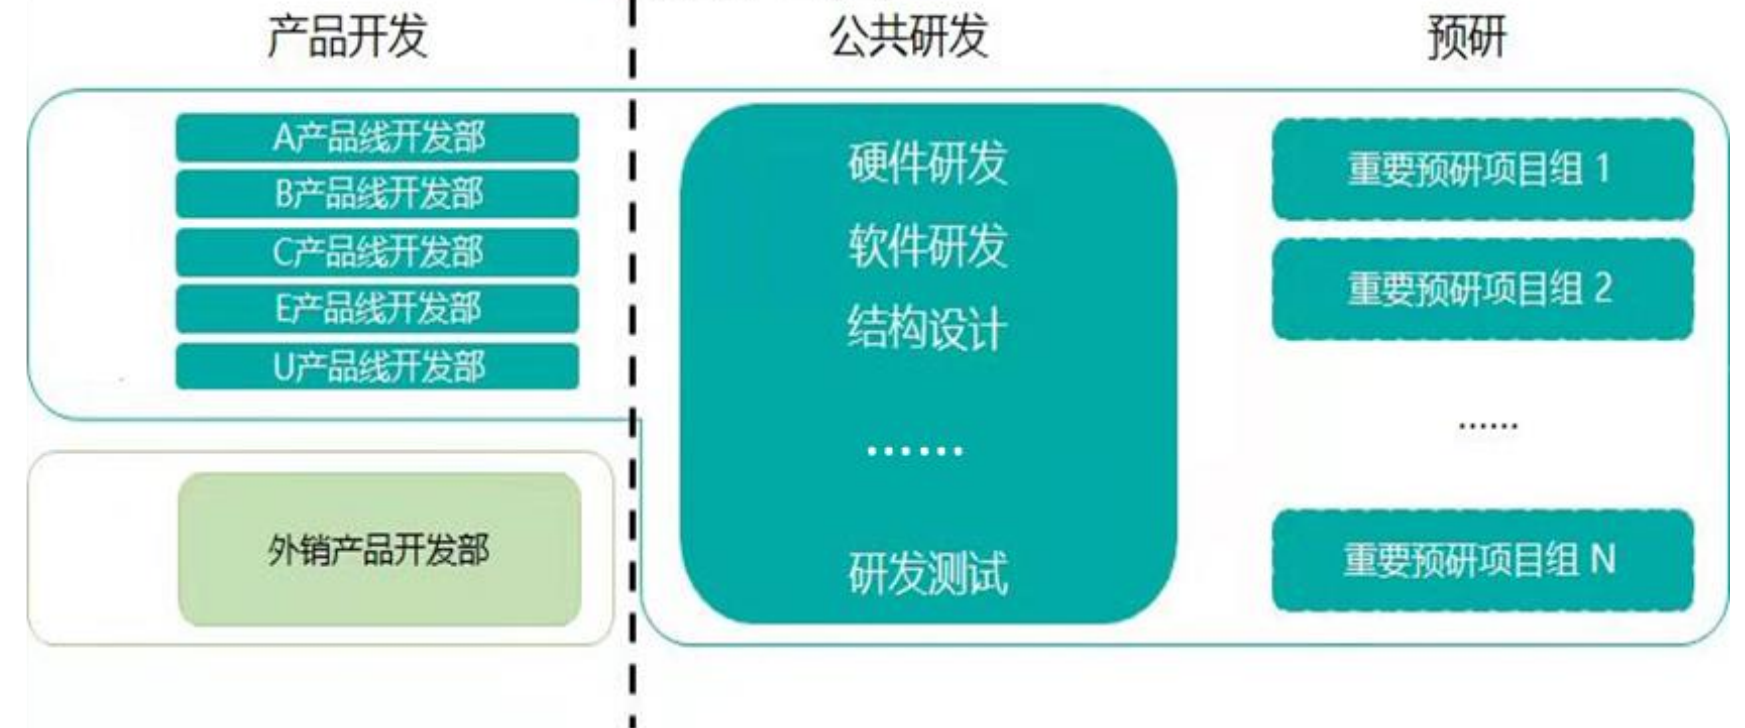 产品开发
公共研发
预研
A产品线开发部
B产品线开发部
C产品线开发部
E产品线开发部
U产品线开发部
外销产品开发部
硬件研发
软件研发
结构设计
......
研发测试
重要预研项目组 1
重要预研项目组 2
......
重要预研项目组 N